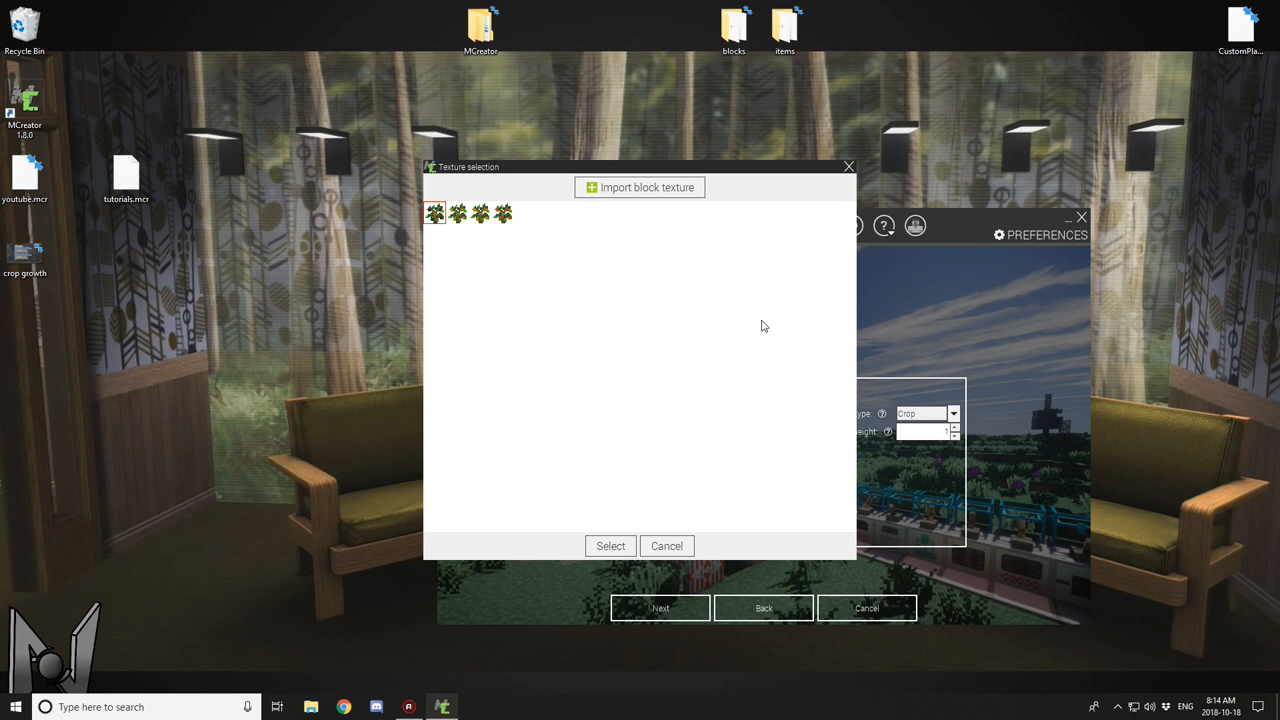 Recycle Bin
MCreator
blocks
items
CustomPla...
MCreator
1.8.0
youtube.mcr
tutorials.mcr
crop growth
Texture selection
Import block texture
PREFERENCES
type:
Crop
eight:
1
Select
Cancel
Next
Back
Cancel
Type here to search
ENG
8:14 AM
2018-10-18